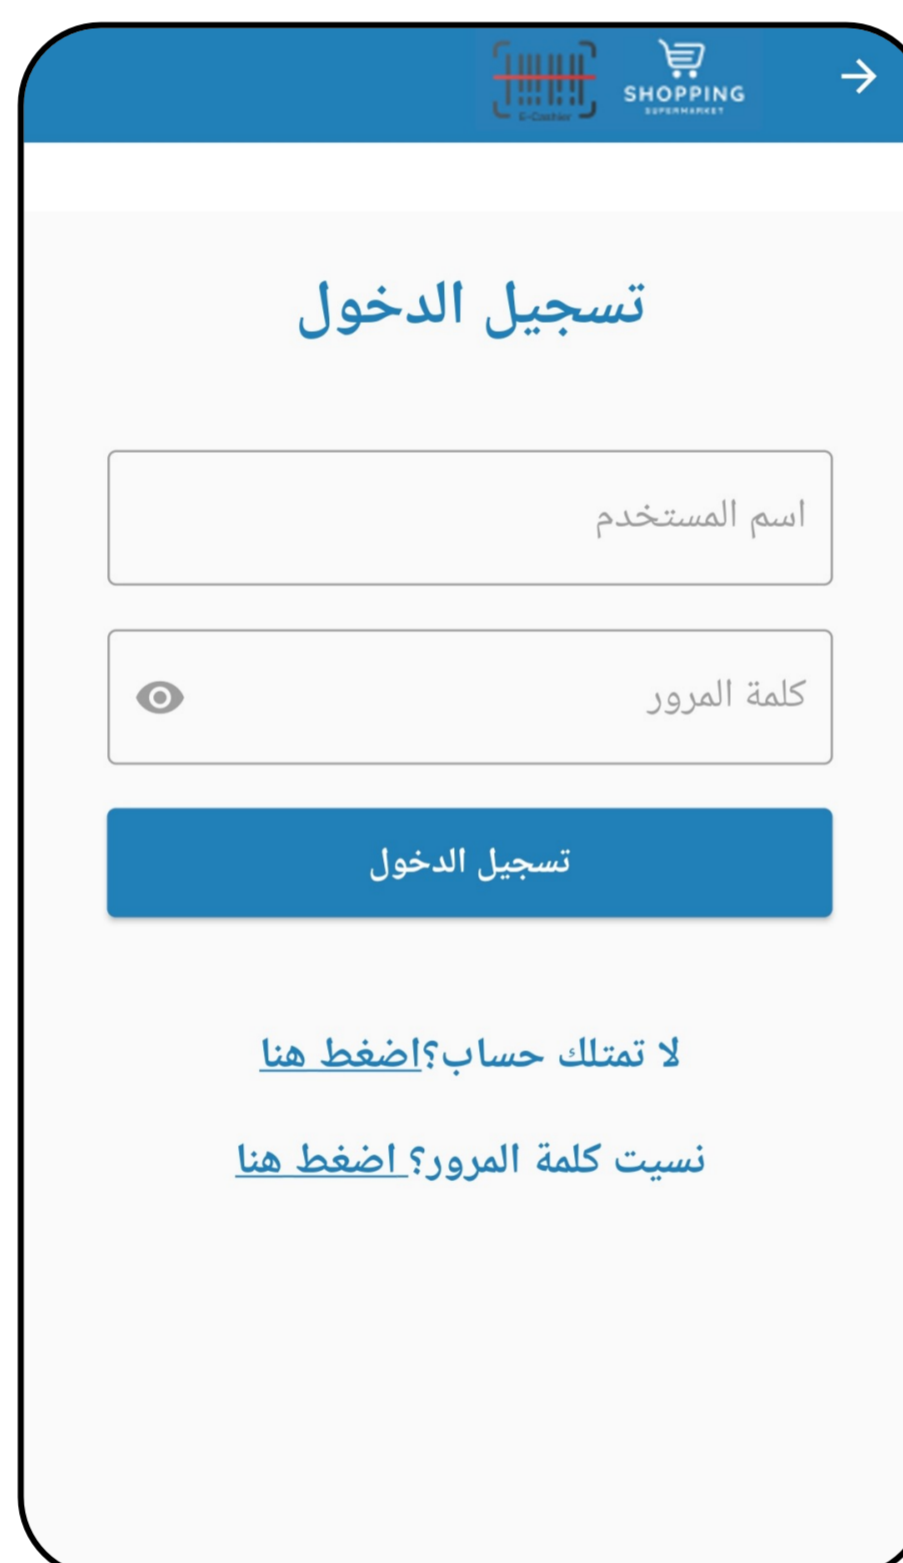 E-Cashier
SHOPPING
SUPERMARKET
تسجيل الدخول
اسم المستخدم
كلمة المرور
تسجيل الدخول
لا تمتلك حساب؟اضغط هنا
نسيت كلمة المرور؟ اضغط هنا